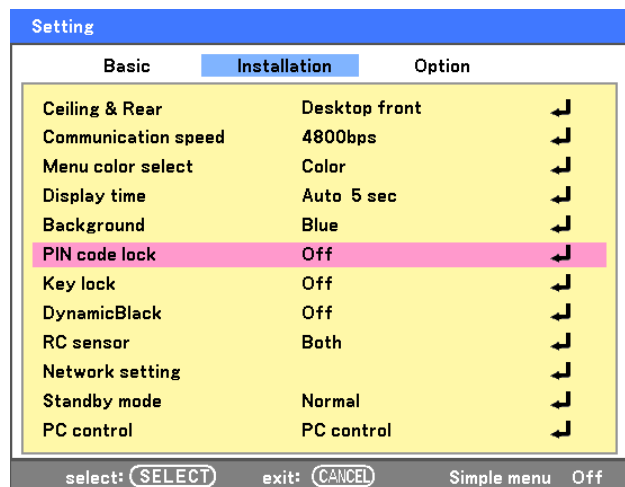 Setting
Basic Installation Option
Ceiling & Rear Desktop front
Communication speed 4800bps
Menu color select Color
Display time Auto 5 sec
Background Blue
PIN code lock Off
Key lock Off
DynamicBlack Off
RC sensor Both
Network setting
Standby mode Normal
PC control PC control
select: SELECT exit: CANCEL Simple menu Off